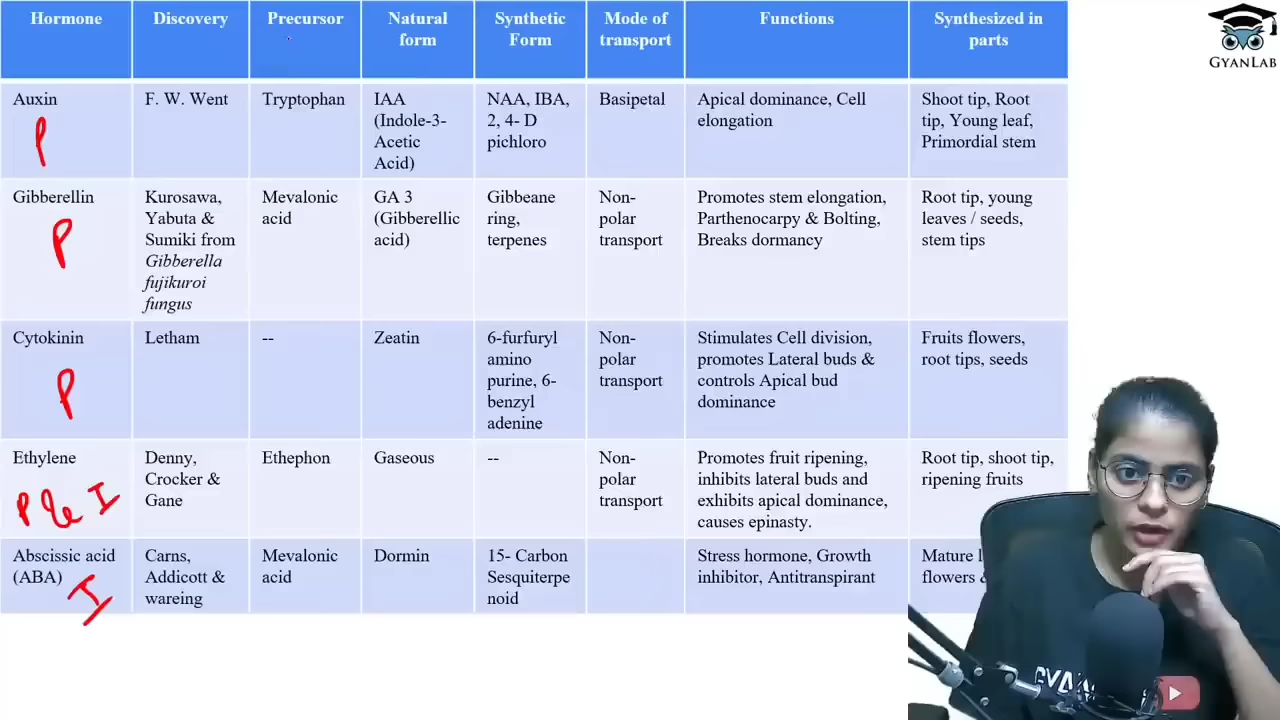 Hormone
Discovery
Precursor
Natural
form
Synthetic
Form
Mode of
transport
Functions
Synthesized in
parts
GYANLAB
Auxin
P
F. W. Went
Tryptophan
IAA
(Indole-3-
Acetic
Acid)
NAA, IBA,
2, 4- D
pichloro
Basipetal
Apical dominance, Cell
elongation
Shoot tip, Root
tip, Young leaf,
Primordial stem
Gibberellin
P
Kurosawa,
Yabuta &
Sumiki from
Gibberella
fujikuroi
fungus
Mevalonic
acid
GA 3
(Gibberellic
acid)
Gibbeane
ring,
terpenes
Non-
polar
transport
Promotes stem elongation,
Parthenocarpy & Bolting,
Breaks dormancy
Root tip, young
leaves / seeds,
stem tips
Cytokinin
P
Letham
--
Zeatin
6-furfuryl
amino
purine, 6-
benzyl
adenine
Non-
polar
transport
Stimulates Cell division,
promotes Lateral buds &
controls Apical bud
dominance
Fruits flowers,
root tips, seeds
Ethylene
P & I
Denny,
Crocker &
Gane
Ethephon
Gaseous
--
Non-
polar
transport
Promotes fruit ripening,
inhibits lateral buds and
exhibits apical dominance,
causes epinasty.
Root tip, shoot tip,
ripening fruits
Abscissic acid
(ABA)
I
Carns,
Addicott &
wareing
Mevalonic
acid
Dormin
15- Carbon
Sesquiterpe
noid
Stress hormone, Growth
inhibitor, Antitranspirant
Mature
flowers &